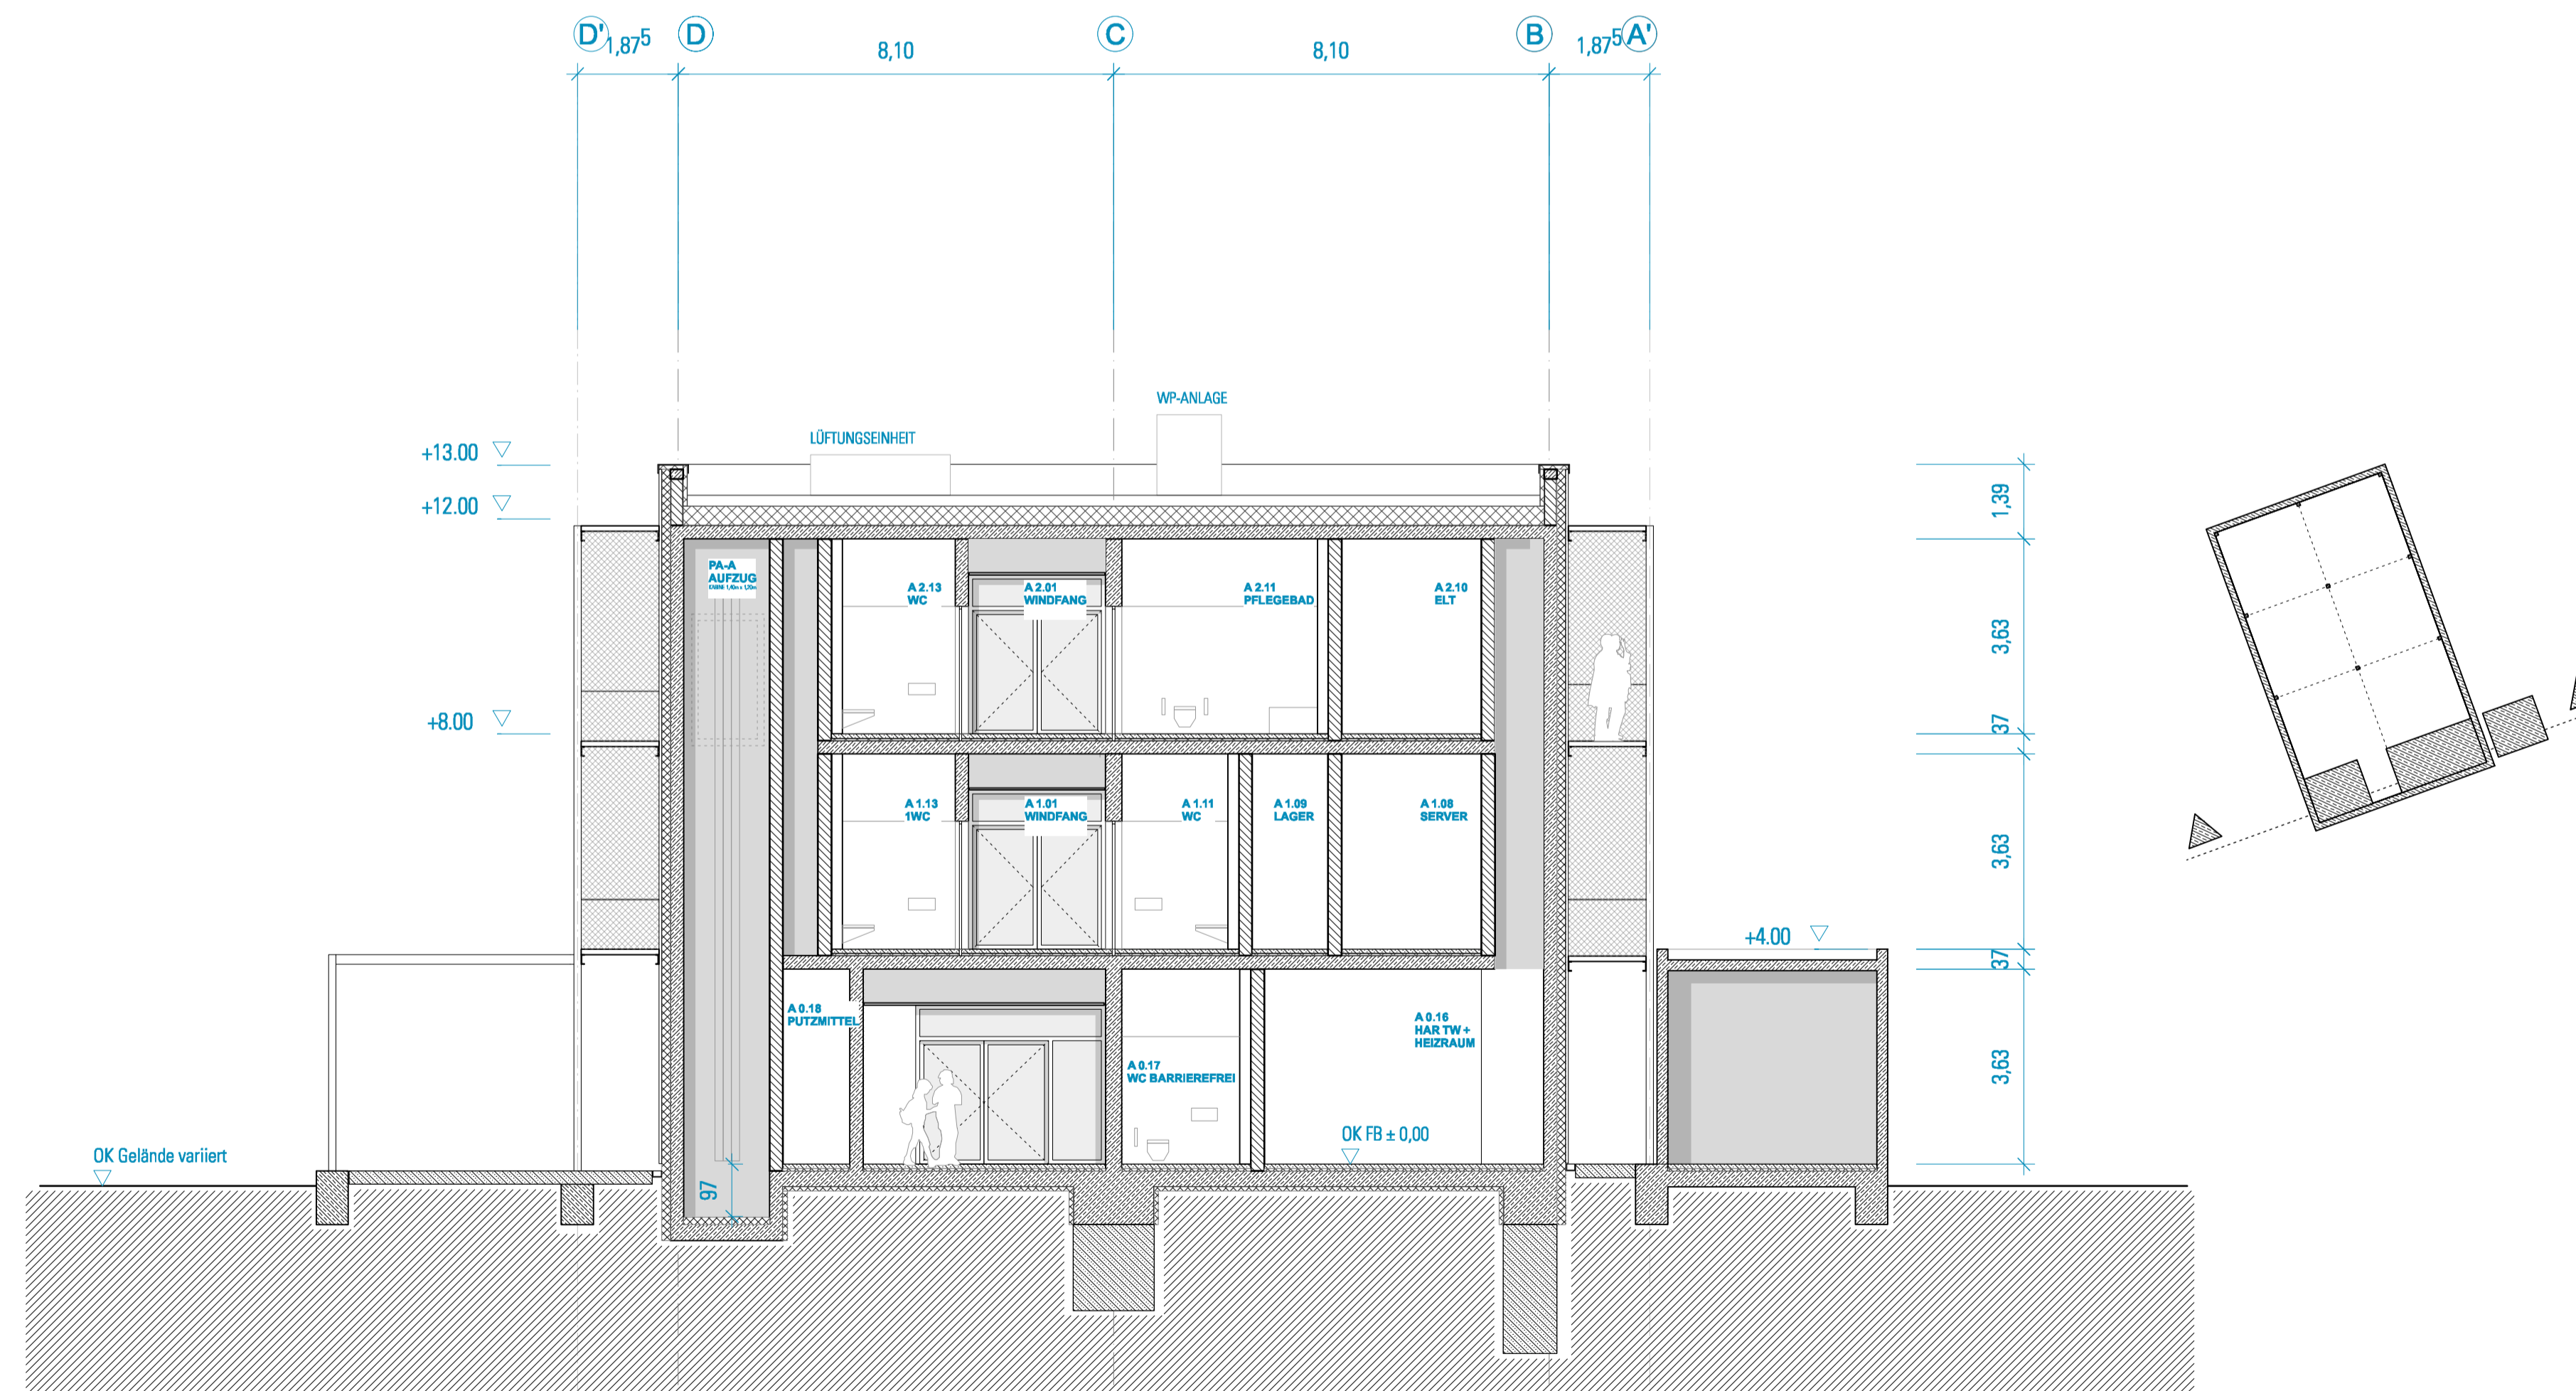 D' 1,87⁵ D 8,10 C 8,10 B 1,87⁵ A'
WP-ANLAGE
LÜFTUNGSEINHEIT
+13.00
+12.00
1,39
PA-A
AUFZUG
A 2.13
WC
A 2.01
WINDFANG
A 2.11
PFLEGEBAD
A 2.10
ELT
3,63
+8.00
37
A 1.13
1WC
A 1.01
WINDFANG
A 1.11
WC
A 1.09
LAGER
A 1.08
SERVER
3,63
+4.00
37
A 0.18
PUTZMITTEL
A 0.17
WC BARRIEREFREI
A 0.16
HAR TW +
HEIZRAUM
3,63
OK FB ± 0,00
OK Gelände variiert
97